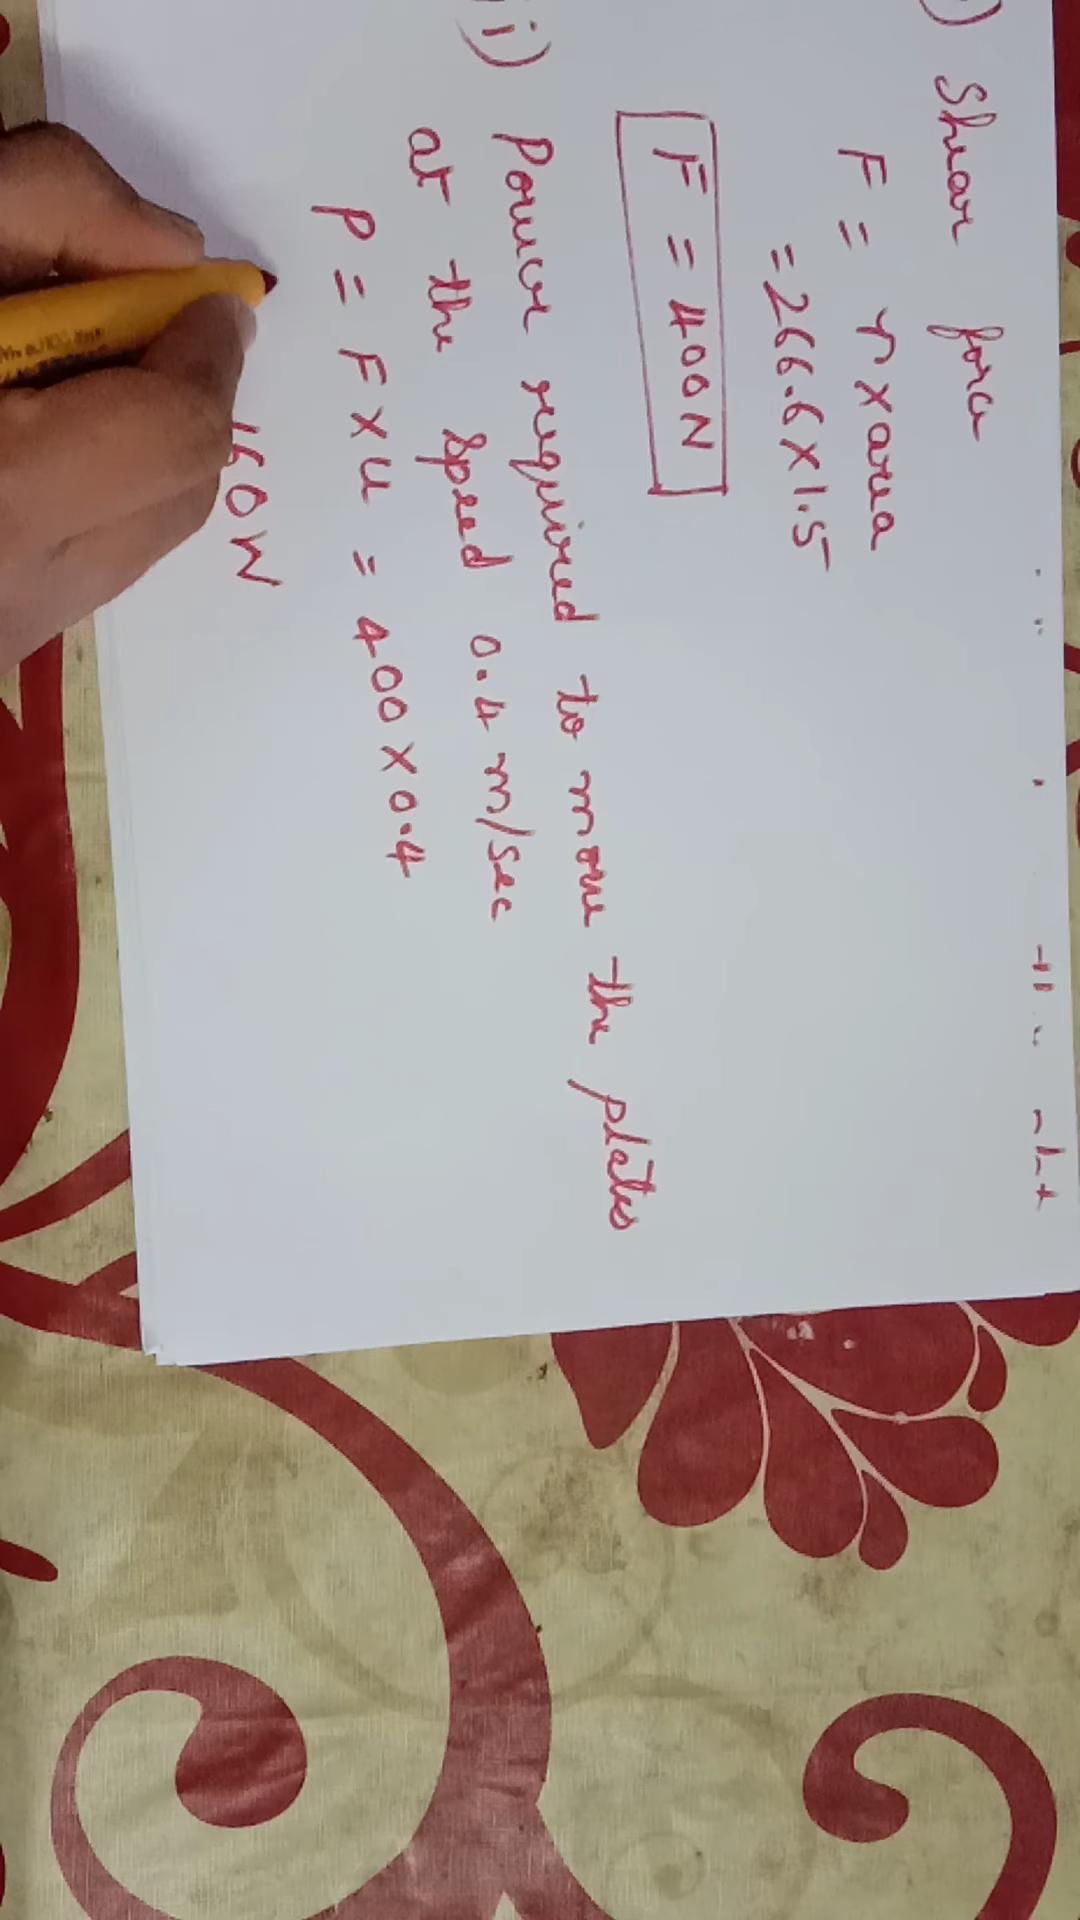 ) Shear force
F = τ x area
= 266.6 x 1.5
F = 400N
i) Power required to move the plates
at the speed 0.4 m/sec
P = F x u = 400 x 0.4
160W